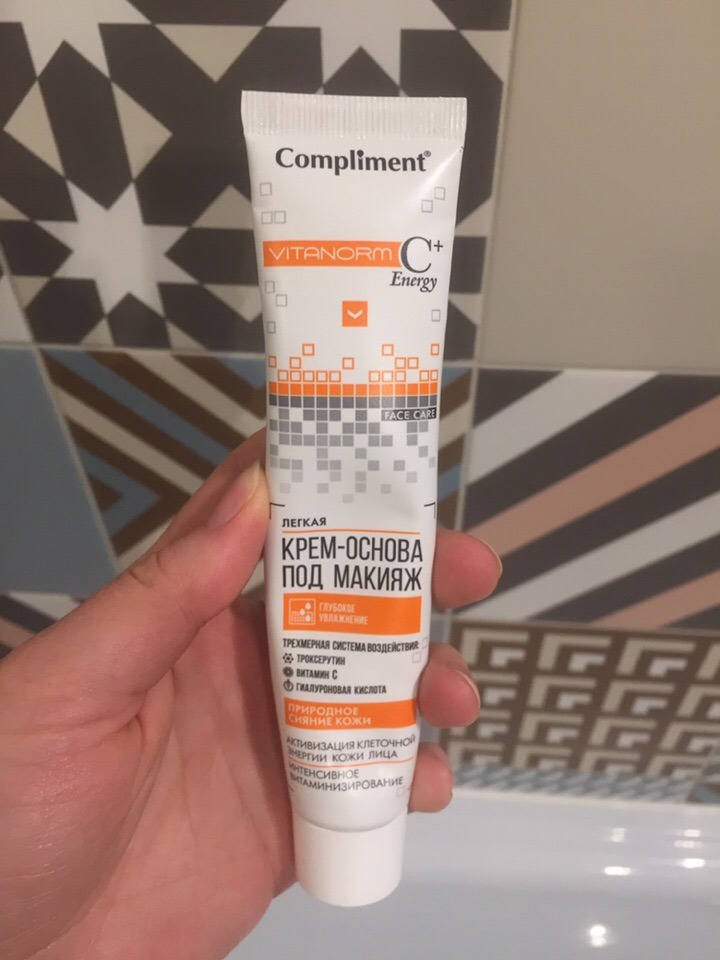 Compliment®
VITANORM C+
Energy
FACE CARE
ЛЕГКАЯ
КРЕМ-ОСНОВА
ПОД МАКИЯЖ
ГЛУБОКОЕ
УВЛАЖНЕНИЕ
ТРЕХМЕРНАЯ СИСТЕМА ВОЗДЕЙСТВИЯ:
ТРОКСЕРУТИН
ВИТАМИН С
ГИАЛУРОНОВАЯ КИСЛОТА
ПРИРОДНОЕ
СИЯНИЕ КОЖИ
АКТИВИЗАЦИЯ КЛЕТОЧНОЙ
ЭНЕРГИИ КОЖИ ЛИЦА
ИНТЕНСИВНОЕ
ВИТАМИНИЗИРОВАНИЕ